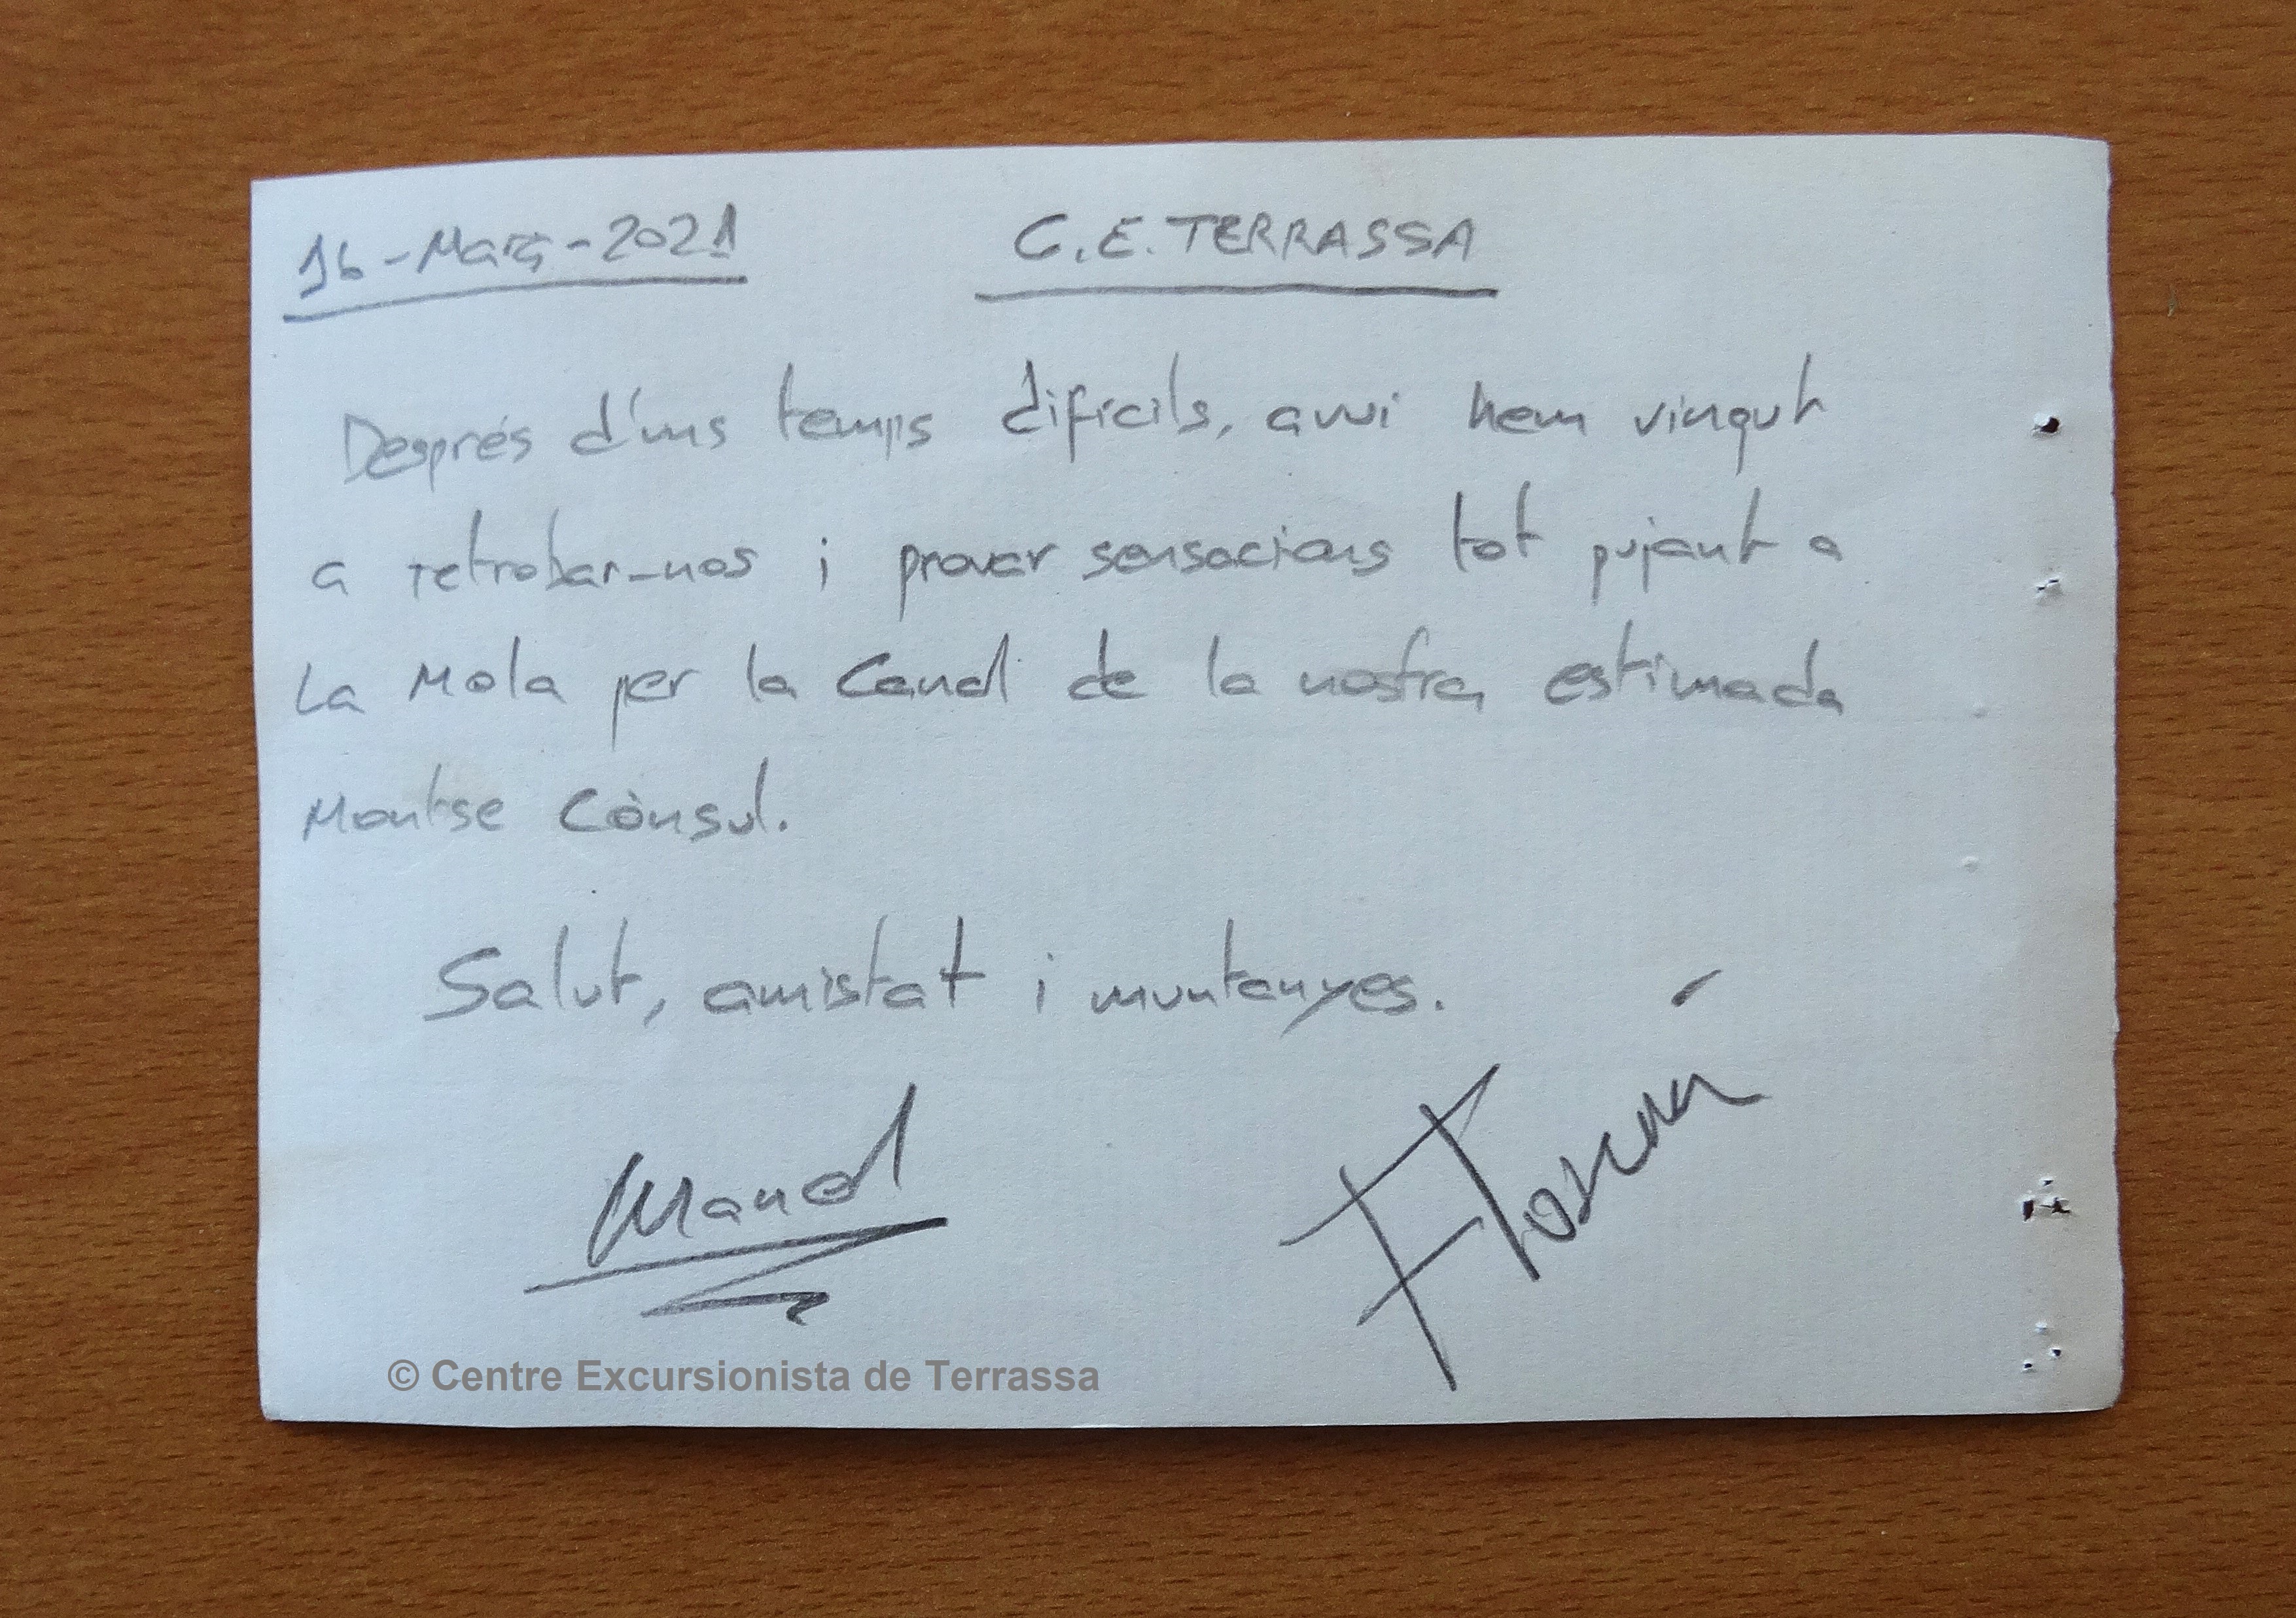 16-Març-2021 C.E. TERRASSA
Després d'uns temps difícils, avui hem vingut
a retrobar-nos i provar sensacions tot pujant a
La Mola per la Canal de la nostra estimada
Montse Cònsul.
Salut, amistat i muntanyes.
Manel
© Centre Excursionista de Terrassa